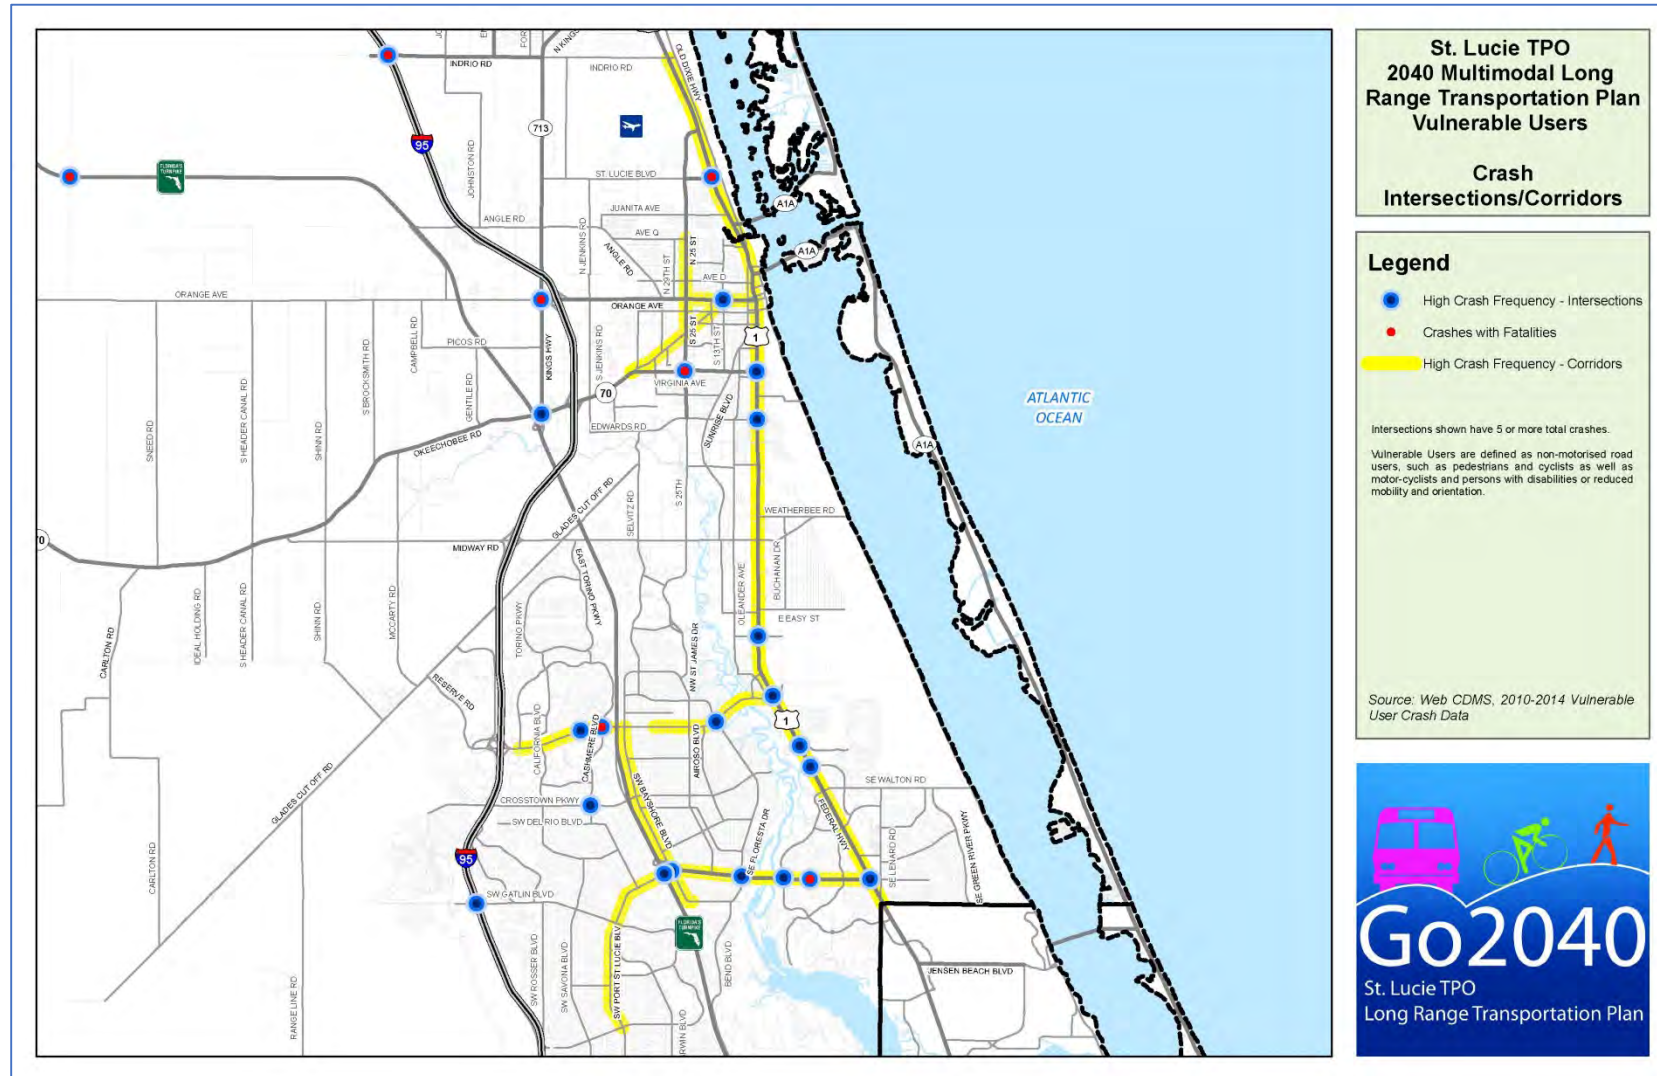 St. Lucie TPO
2040 Multimodal Long
Range Transportation Plan
Vulnerable Users
Crash
Intersections/Corridors
Legend
High Crash Frequency - Intersections
Crashes with Fatalities
High Crash Frequency - Corridors
Intersections shown have 5 or more total crashes.
Vulnerable Users are defined as non-motorised road
users, such as pedestrians and cyclists as well as
motor-cyclists and persons with disabilities or reduced
mobility and orientation.
Source: Web CDMS, 2010-2014 Vulnerable
User Crash Data
Go2040
St. Lucie TPO
Long Range Transportation Plan
N KINGS
OLD DIXIE HWY
INDRIO RD
INDRIO RD
713
95
JOHNSTON RD
ST. LUCIE BLVD
A1A
JUANITA AVE
ANGLE RD
N JENKINS RD
AVE Q
ANGLE RD
N 29TH ST
N 25 ST
A1A
AVE D
ORANGE AVE
ORANGE AVE
1
S 25 ST
S 13TH ST
PICOS RD
CAMPBELL RD
S BROCKSMITH RD
KINGS HWY
S JENKINS RD
VIRGINIA AVE
70
GENTILE RD
SUNRISE BLVD
EDWARDS RD
ATLANTIC
OCEAN
A1A
SNEED RD
S HEADER CANAL RD
SHINN RD
OKEECHOBEE RD
S 25TH
GLADES CUT OFF RD
SELVITZ RD
WEATHERBEE RD
70
MIDWAY RD
EAST TORINO PKWY
OLEANDER AVE
BUCHANAN DR
E EASY ST
CARLTON RD
IDEAL HOLDING RD
S HEADER CANAL RD
SHINN RD
MCCARTY RD
TORINO PKWY
NW ST JAMES DR
RESERVE RD
CALIFORNIA BLVD
CASHMERE BLVD
AIROSO BLVD
1
GLADES CUT OFF RD
SW BAYSHORE BLVD
SE WALTON RD
CROSSTOWN PKWY
SW DEL RIO BLVD
FEDERAL HWY
SE FLORESTA DR
SE LENARD RD
SE GREEN RIVER PKWY
CARLTON RD
95
SW GATLIN BLVD
SW ROSSER BLVD
SW SAVONA BLVD
SW PORT ST LUCIE BLV
BEND BLVD
JENSEN BEACH BLVD
RANGE LINE RD